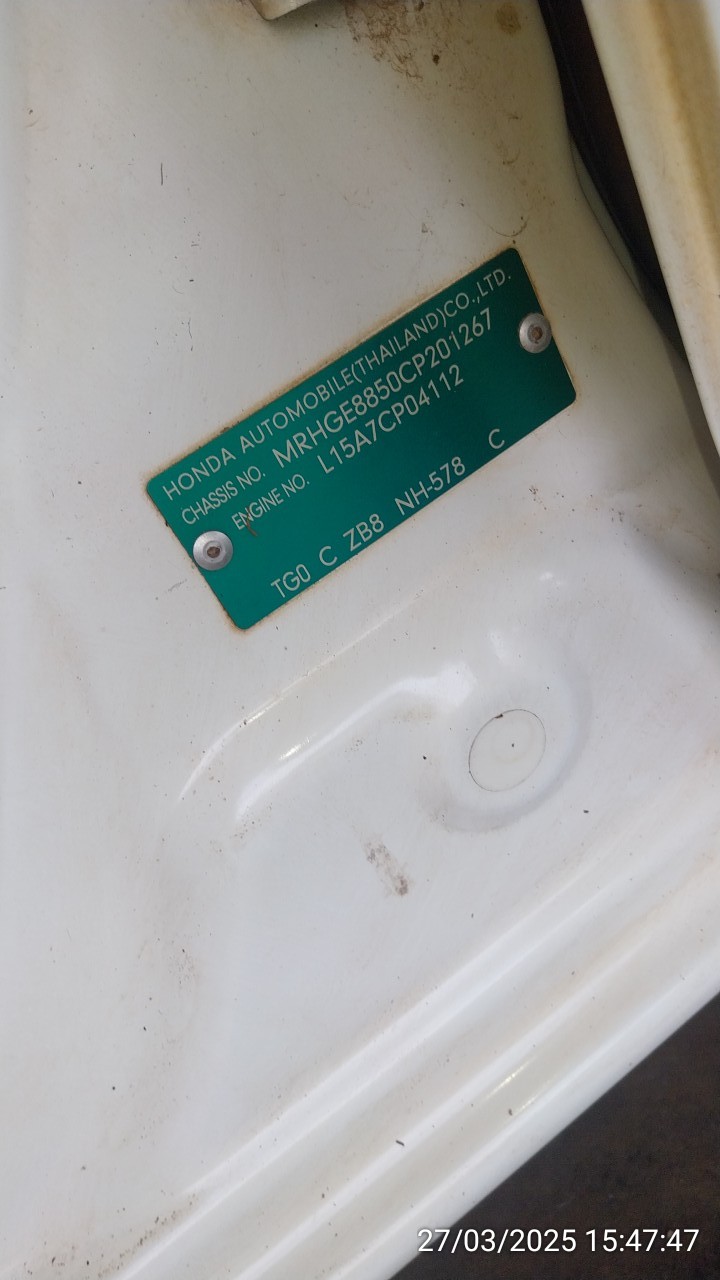 HONDA AUTOMOBILE(THAILAND)CO.,LTD.
CHASSIS NO. MRHGE8850CP201267
ENGINE NO. L15A7CP04112
TG0 C ZB8 NH-578 C
27/03/2025 15:47:47